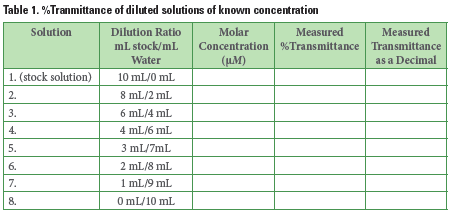 Table 1. %Tranmittance of diluted solutions of known concentration
Solution Dilution Ratio mL stock/mL Water Molar Concentration (µM) Measured %Transmittance Measured Transmittance as a Decimal
1. (stock solution) 10 mL/0 mL
2. 8 mL/2 mL
3. 6 mL/4 mL
4. 4 mL/6 mL
5. 3 mL/7mL
6. 2 mL/8 mL
7. 1 mL/9 mL
8. 0 mL/10 mL